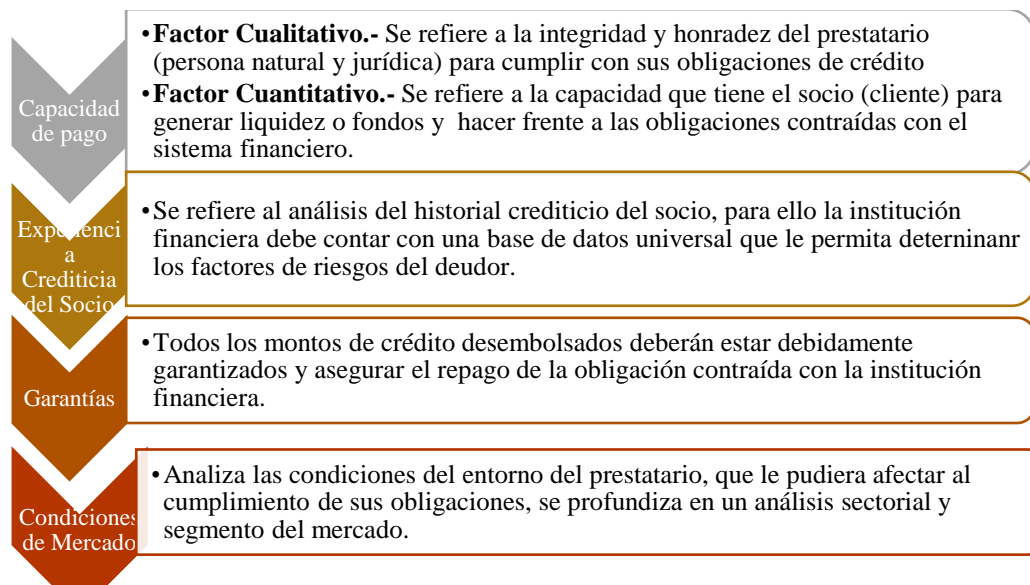 Capacidad
de pago
•Factor Cualitativo.- Se refiere a la integridad y honradez del prestatario
(persona natural y jurídica) para cumplir con sus obligaciones de crédito
•Factor Cuantitativo.- Se refiere a la capacidad que tiene el socio (cliente) para
generar liquidez o fondos y hacer frente a las obligaciones contraídas con el
sistema financiero.
Experienci
a
Crediticia
del Socio
•Se refiere al análisis del historial crediticio del socio, para ello la institución
financiera debe contar con una base de datos universal que le permita deterninanr
los factores de riesgos del deudor.
Garantías
•Todos los montos de crédito desembolsados deberán estar debidamente
garantizados y asegurar el repago de la obligación contraída con la institución
financiera.
Condiciones
de Mercado
•Analiza las condiciones del entorno del prestatario, que le pudiera afectar al
cumplimiento de sus obligaciones, se profundiza en un análisis sectorial y
segmento del mercado.